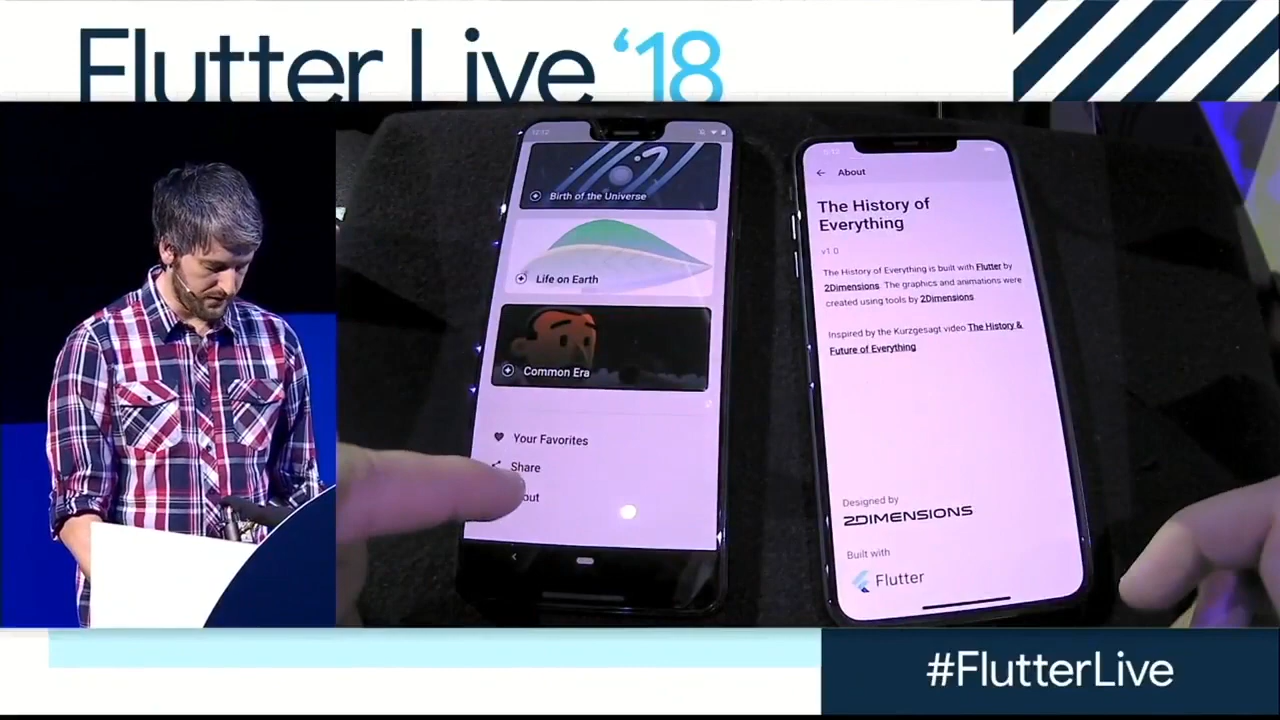 Flutter Live ‘18
12:12
Birth of the Universe
Life on Earth
Common Era
Your Favorites
Share
out
About
The History of
Everything
v1.0
The History of Everything is built with Flutter by
2Dimensions. The graphics and animations were
created using tools by 2Dimensions.
Inspired by the Kurzgesagt video The History &
Future of Everything
Designed by
2DIMENSIONS
Built with
Flutter
#FlutterLive